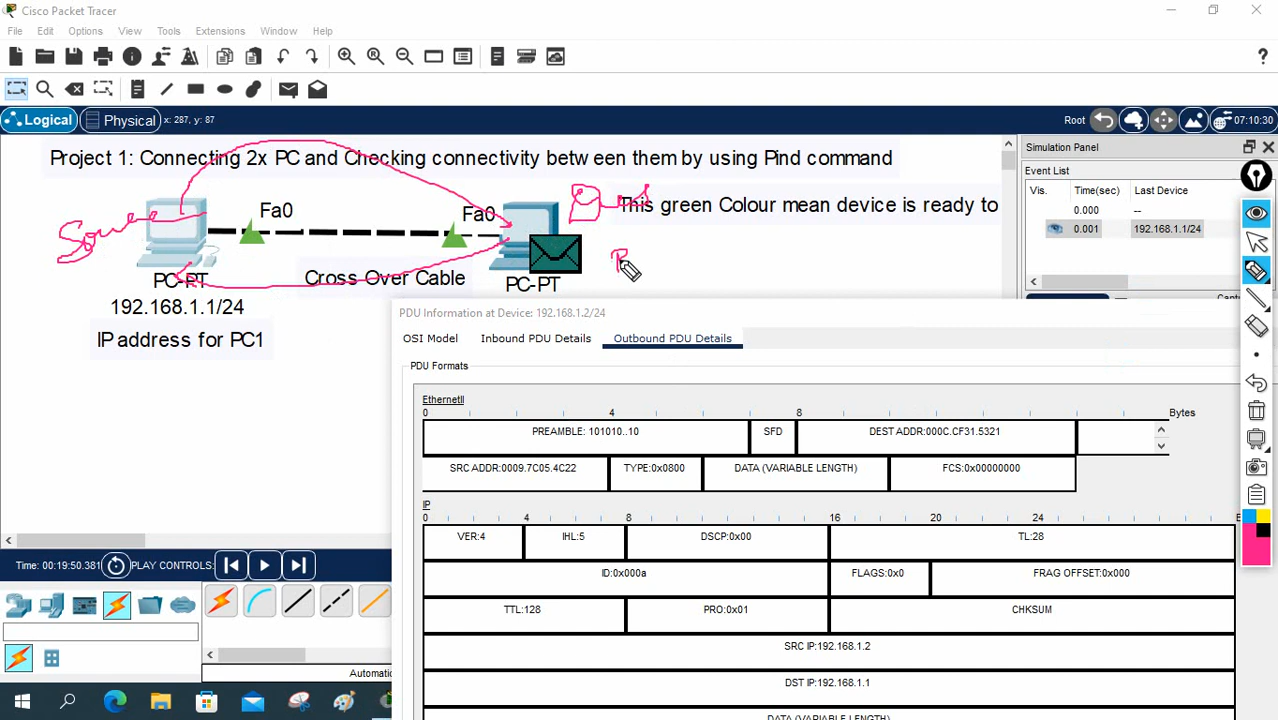 Cisco Packet Tracer
File Edit Options View Tools Extensions Window Help
Logical Physical x: 287, y: 87 Root 07:10:30
Project 1: Connecting 2x PC and Checking connectivity between them by using Pind command
Simulation Panel
Event List
Vis. Time(sec) Last Device
0.000 --
0.001 192.168.1.1/24
Fa0 Fa0 This green Colour mean device is ready to
Source
PC-PT Cross Over Cable PC-PT
192.168.1.1/24
IP address for PC1
PDU Information at Device: 192.168.1.2/24
OSI Model Inbound PDU Details Outbound PDU Details
PDU Formats
EthernetII
0 4 8 Bytes
PREAMBLE: 101010..10 SFD DEST ADDR:000C.CF31.5321
SRC ADDR:0009.7C05.4C22 TYPE:0x0800 DATA (VARIABLE LENGTH) FCS:0x00000000
IP
0 4 8 16 20 24
VER:4 IHL:5 DSCP:0x00 TL:28
ID:0x000a FLAGS:0x0 FRAG OFFSET:0x000
TTL:128 PRO:0x01 CHKSUM
SRC IP:192.168.1.2
DST IP:192.168.1.1
DATA (VARIABLE LENGTH)
Time: 00:19:50.381 PLAY CONTROLS: